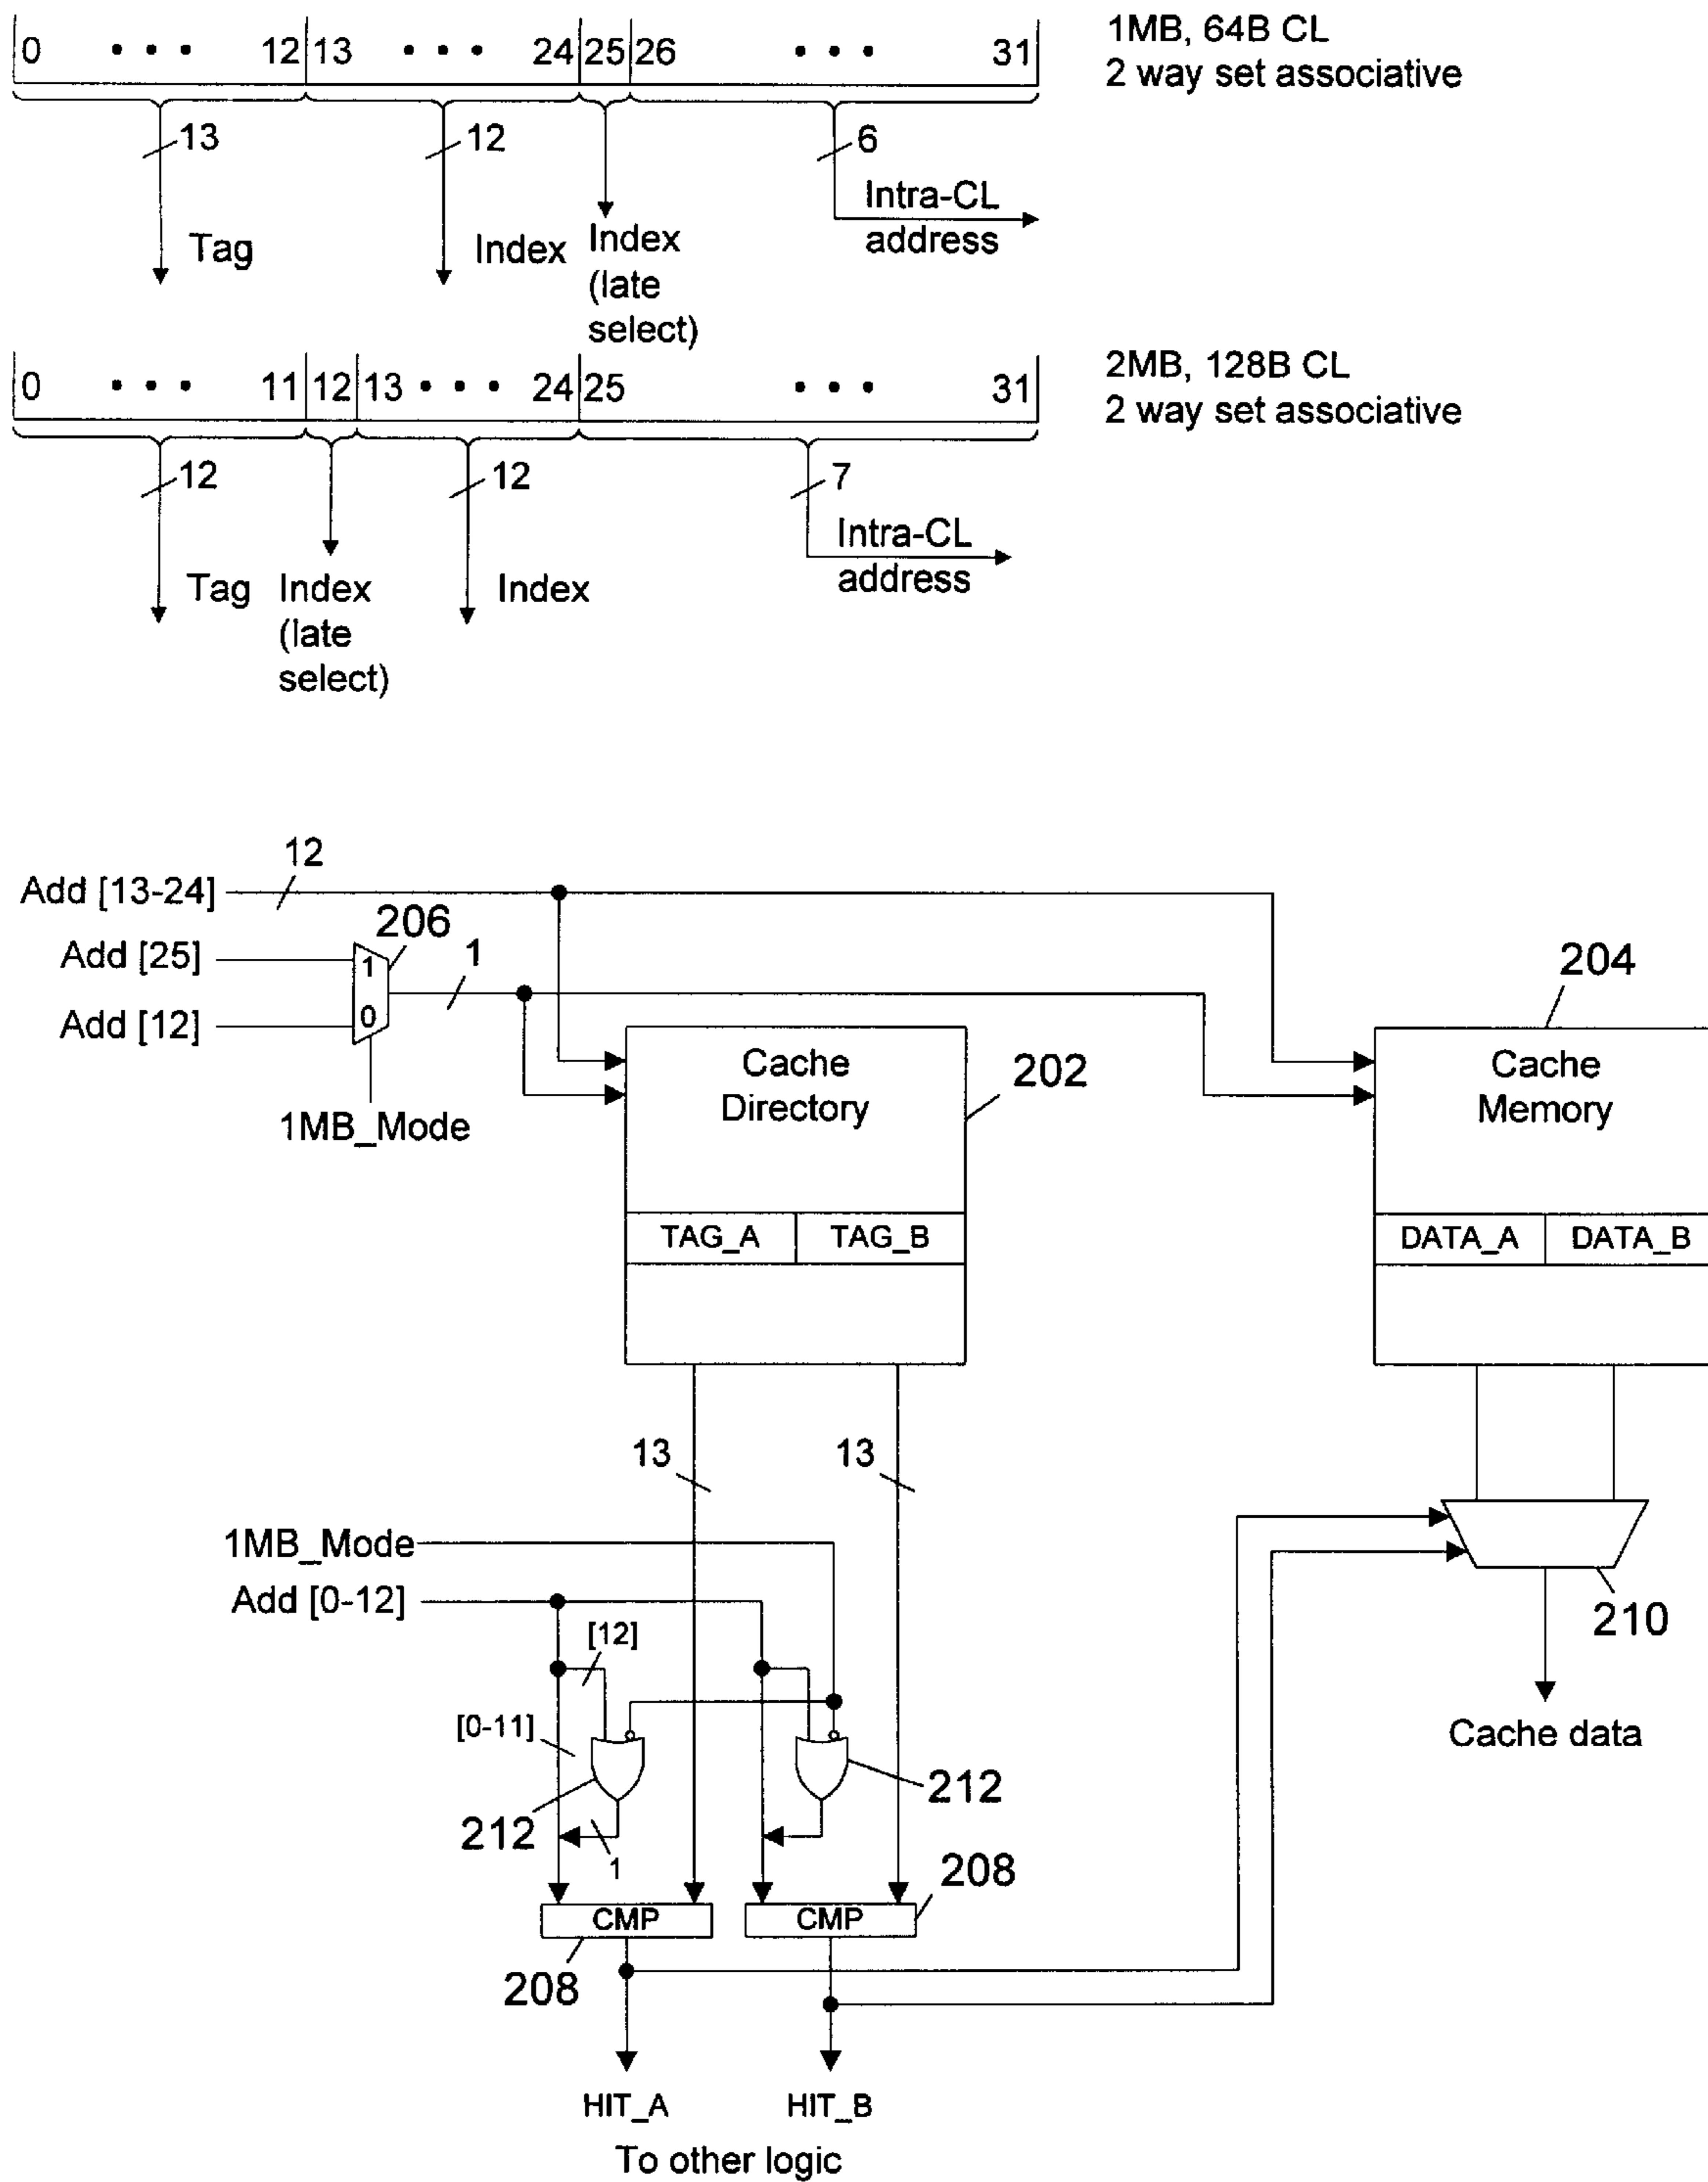 0 • • • 12 13 • • • 24 25 26 • • • 31
1MB, 64B CL
2 way set associative
13
12
6
Tag
Index
Index
(late
select)
Intra-CL
address
0 • • • 11 12 13 • • • 24 25 • • • 31
2MB, 128B CL
2 way set associative
12
12
7
Tag
Index
(late
select)
Index
Intra-CL
address
12
Add [13-24]
206
Add [25]
1
1
204
Add [12]
0
1MB_Mode
Cache
Directory
202
Cache
Memory
TAG_A
TAG_B
DATA_A
DATA_B
13
13
1MB_Mode
Add [0-12]
[12]
210
[0-11]
Cache data
212
212
1
208
CMP
CMP
208
HIT_A
HIT_B
To other logic